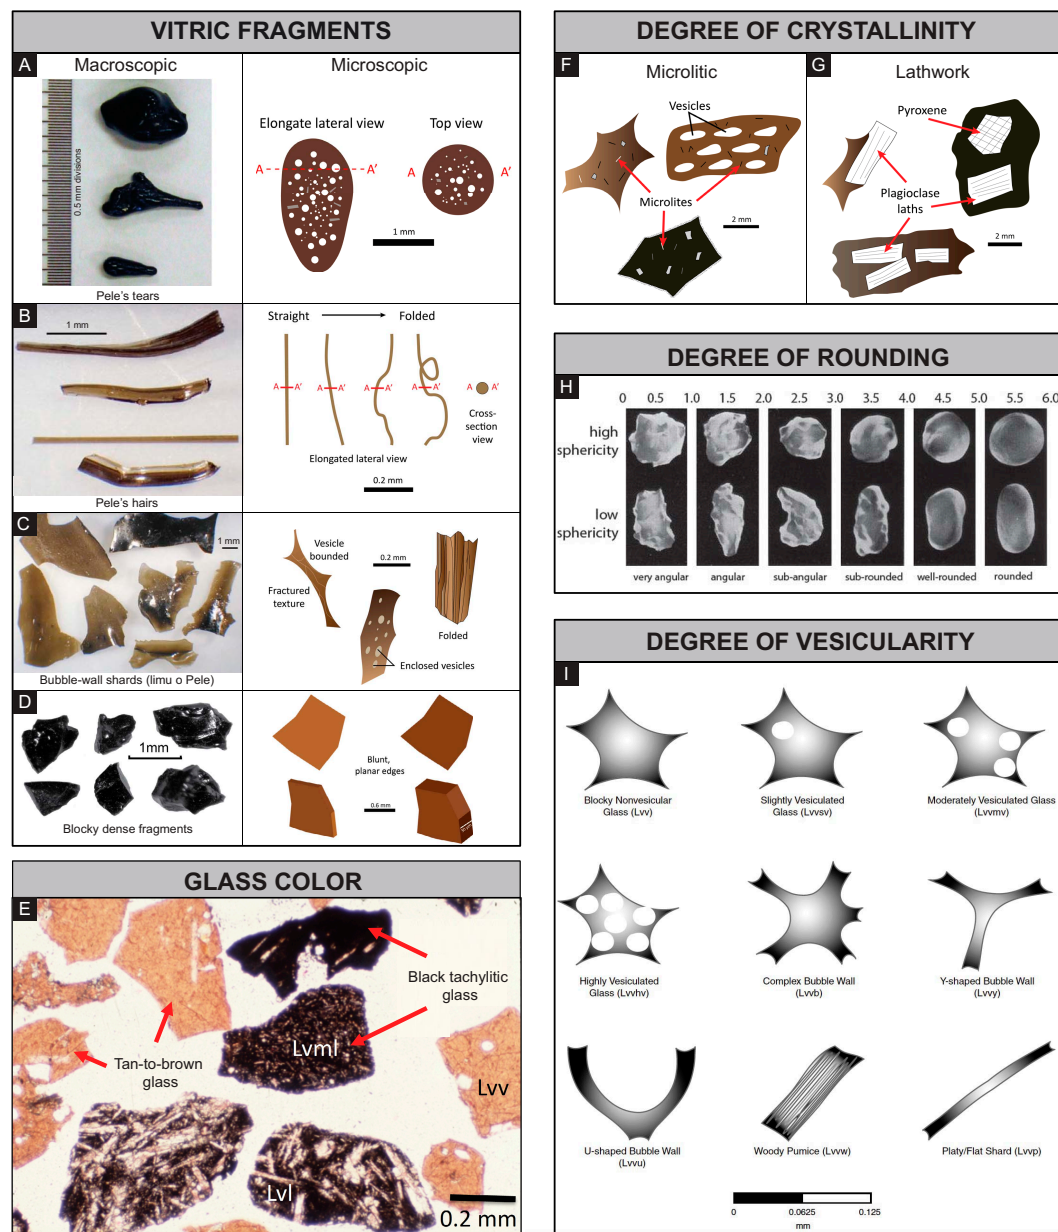 VITRIC FRAGMENTS
A
Macroscopic
Microscopic
0.5 mm divisions
Pele's tears
Elongate lateral view
Top view
A
A'
A
A'
1 mm
B
1 mm
Pele's hairs
Straight
Folded
A
A'
A
A'
A
A'
A
A'
A
A'
Cross-
section
view
Elongated lateral view
0.2 mm
C
1 mm
Bubble-wall shards (limu o Pele)
Vesicle
bounded
0.2 mm
Fractured
texture
Folded
Enclosed vesicles
D
1mm
Blocky dense fragments
Blunt,
planar edges
0.6 mm
GLASS COLOR
E
Black tachylitic
glass
Lvml
Tan-to-brown
glass
Lvv
Lvl
0.2 mm
DEGREE OF CRYSTALLINITY
F
Microlitic
Vesicles
Microlites
2 mm
G
Lathwork
Pyroxene
Plagioclase
laths
2 mm
DEGREE OF ROUNDING
H
0 0.5 1.0 1.0 2.0 2.0 3.0 3.5 4.0 4.5 5.0 5.5 6.0
high
sphericity
low
sphericity
very angular
angular
sub-angular
sub-rounded
well-rounded
rounded
DEGREE OF VESICULARITY
I
Blocky Nonvesicular
Glass (Lvv)
Slightly Vesiculated
Glass (Lvvsv)
Moderately Vesiculated Glass
(Lvvmv)
Highly Vesiculated
Glass (Lvvhv)
Complex Bubble Wall
(Lvvb)
Y-shaped Bubble Wall
(Lvvy)
U-shaped Bubble Wall
(Lvvu)
Woody Pumice (Lvvw)
Platy/Flat Shard (Lvvp)
0
0.0625
0.125
mm